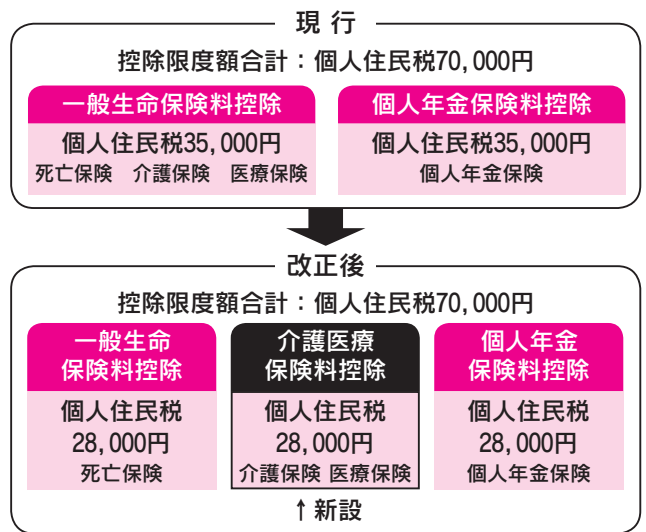 現 行
控除限度額合計：個人住民税70,000円
一般生命保険料控除
個人住民税35,000円
死亡保険　介護保険　医療保険
個人年金保険料控除
個人住民税35,000円
個人年金保険
改正後
控除限度額合計：個人住民税70,000円
一般生命
保険料控除
個人住民税
28,000円
死亡保険
介護医療
保険料控除
個人住民税
28,000円
介護保険 医療保険
↑新設
個人年金
保険料控除
個人住民税
28,000円
個人年金保険